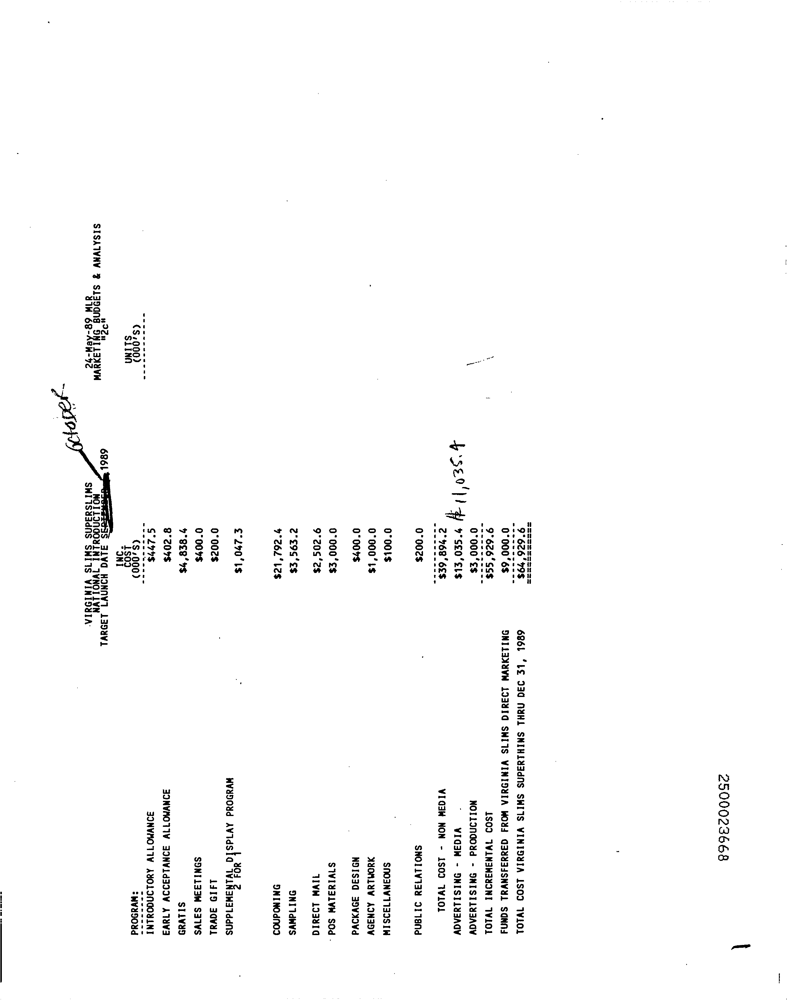 October
VIRGINIA SLIMS SUPERSLIMS
NATIONAL INTRODUCTION
TARGET LAUNCH DATE SEPTEMBER 1989
24-May-89 MLR
MARKETING BUDGETS & ANALYSIS
"2c"
INC COST (000'S)
UNITS (000'S)
PROGRAM:
INTRODUCTORY ALLOWANCE $447.5
EARLY ACCEPTANCE ALLOWANCE $402.8
GRATIS $4,838.4
SALES MEETINGS $400.0
TRADE GIFT $200.0
SUPPLEMENTAL DISPLAY PROGRAM $1,047.3
2 FOR 1
COUPONING $21,792.4
SAMPLING $3,563.2
DIRECT MAIL $2,502.6
POS MATERIALS $3,000.0
PACKAGE DESIGN $400.0
AGENCY ARTWORK $1,000.0
MISCELLANEOUS $100.0
PUBLIC RELATIONS $200.0
TOTAL COST - NON MEDIA $39,894.2
ADVERTISING - MEDIA $13,035.4 11,035.4
ADVERTISING - PRODUCTION $3,000.0
TOTAL INCREMENTAL COST $55,929.6
FUNDS TRANSFERRED FROM VIRGINIA SLIMS DIRECT MARKETING $9,000.0
TOTAL COST VIRGINIA SLIMS SUPERTHINS THRU DEC 31, 1989 $64,929.6
2500023668